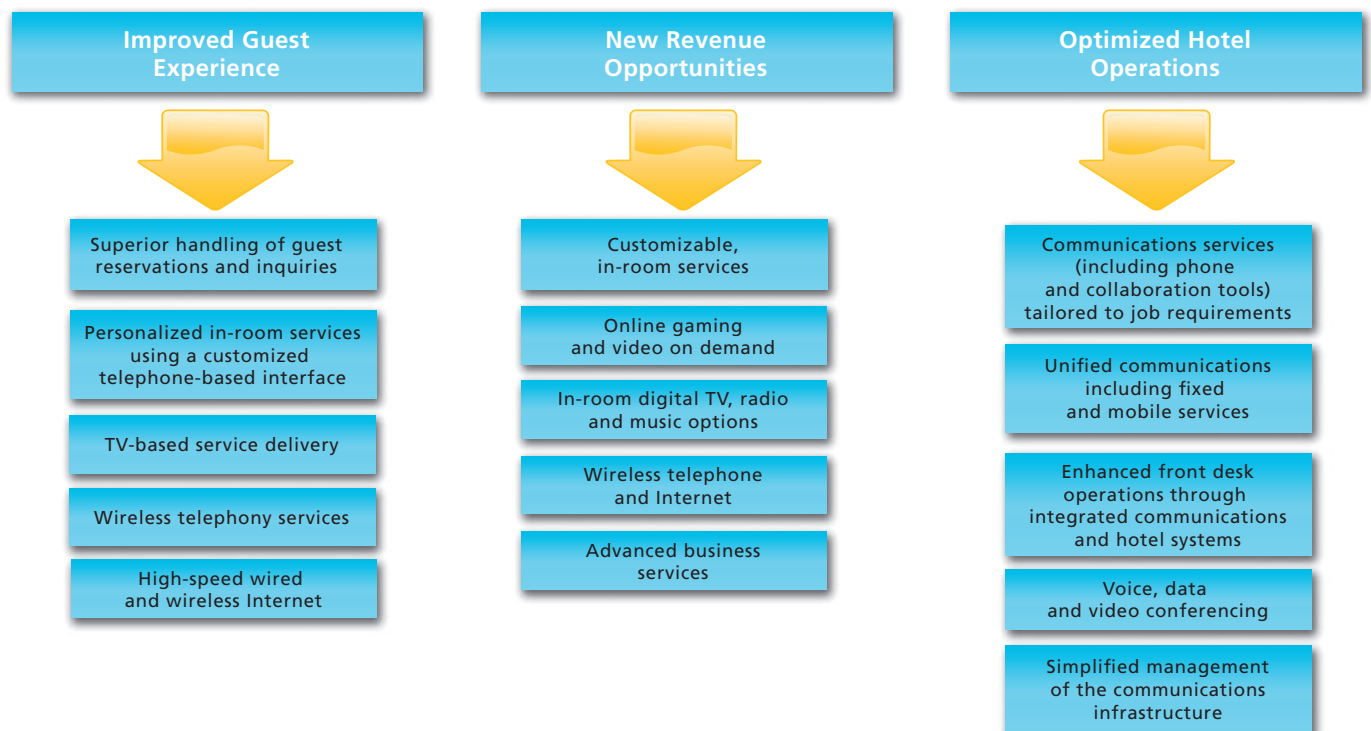 Improved Guest
Experience
Superior handling of guest
reservations and inquiries
Personalized in-room services
using a customized
telephone-based interface
TV-based service delivery
Wireless telephony services
High-speed wired
and wireless Internet
New Revenue
Opportunities
Customizable,
in-room services
Online gaming
and video on demand
In-room digital TV, radio
and music options
Wireless telephone
and Internet
Advanced business
services
Optimized Hotel
Operations
Communications services
(including phone
and collaboration tools)
tailored to job requirements
Unified communications
including fixed
and mobile services
Enhanced front desk
operations through
integrated communications
and hotel systems
Voice, data
and video conferencing
Simplified management
of the communications
infrastructure